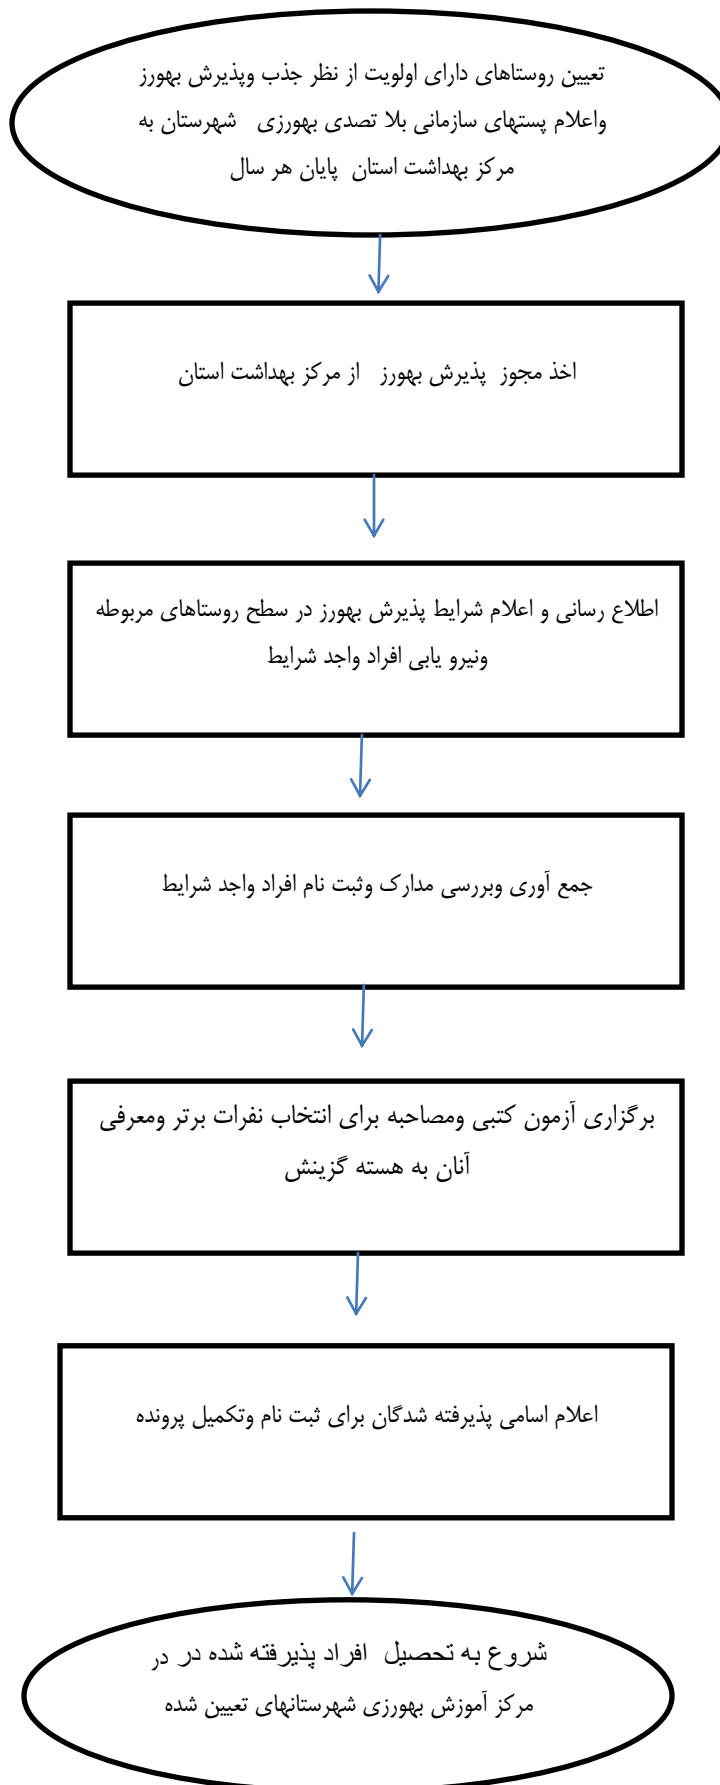 تعیین روستاهای دارای اولویت از نظر جذب وپذیرش بهورز
واعلام پستهای سازمانی بلا تصدی بهورزی شهرستان به
مرکز بهداشت استان پایان هر سال
اخذ مجوز پذیرش بهورز از مرکز بهداشت استان
اطلاع رسانی و اعلام شرایط پذیرش بهورز در سطح روستاهای مربوطه
ونیرو یابی افراد واجد شرایط
جمع آوری وبررسی مدارک وثبت نام افراد واجد شرایط
برگزاری آزمون کتبی ومصاحبه برای انتخاب نفرات برتر ومعرفی
آنان به هسته گزینش
اعلام اسامی پذیرفته شدگان برای ثبت نام وتکمیل پرونده
شروع به تحصیل افراد پذیرفته شده در در
مرکز آموزش بهورزی شهرستانهای تعیین شده